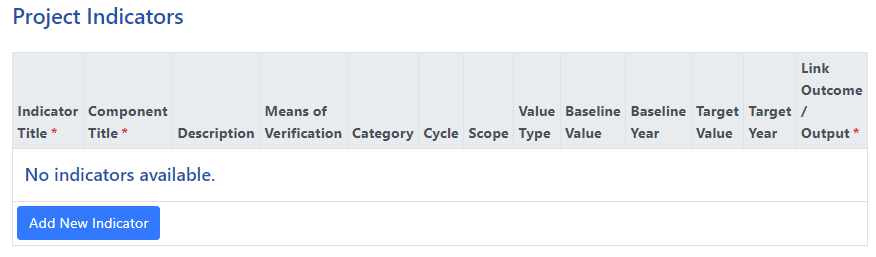 Project Indicators
Indicator Title *
Component Title *
Description
Means of Verification
Category
Cycle
Scope
Value Type
Baseline Value
Baseline Year
Target Value
Target Year
Link Outcome / Output *
No indicators available.
Add New Indicator